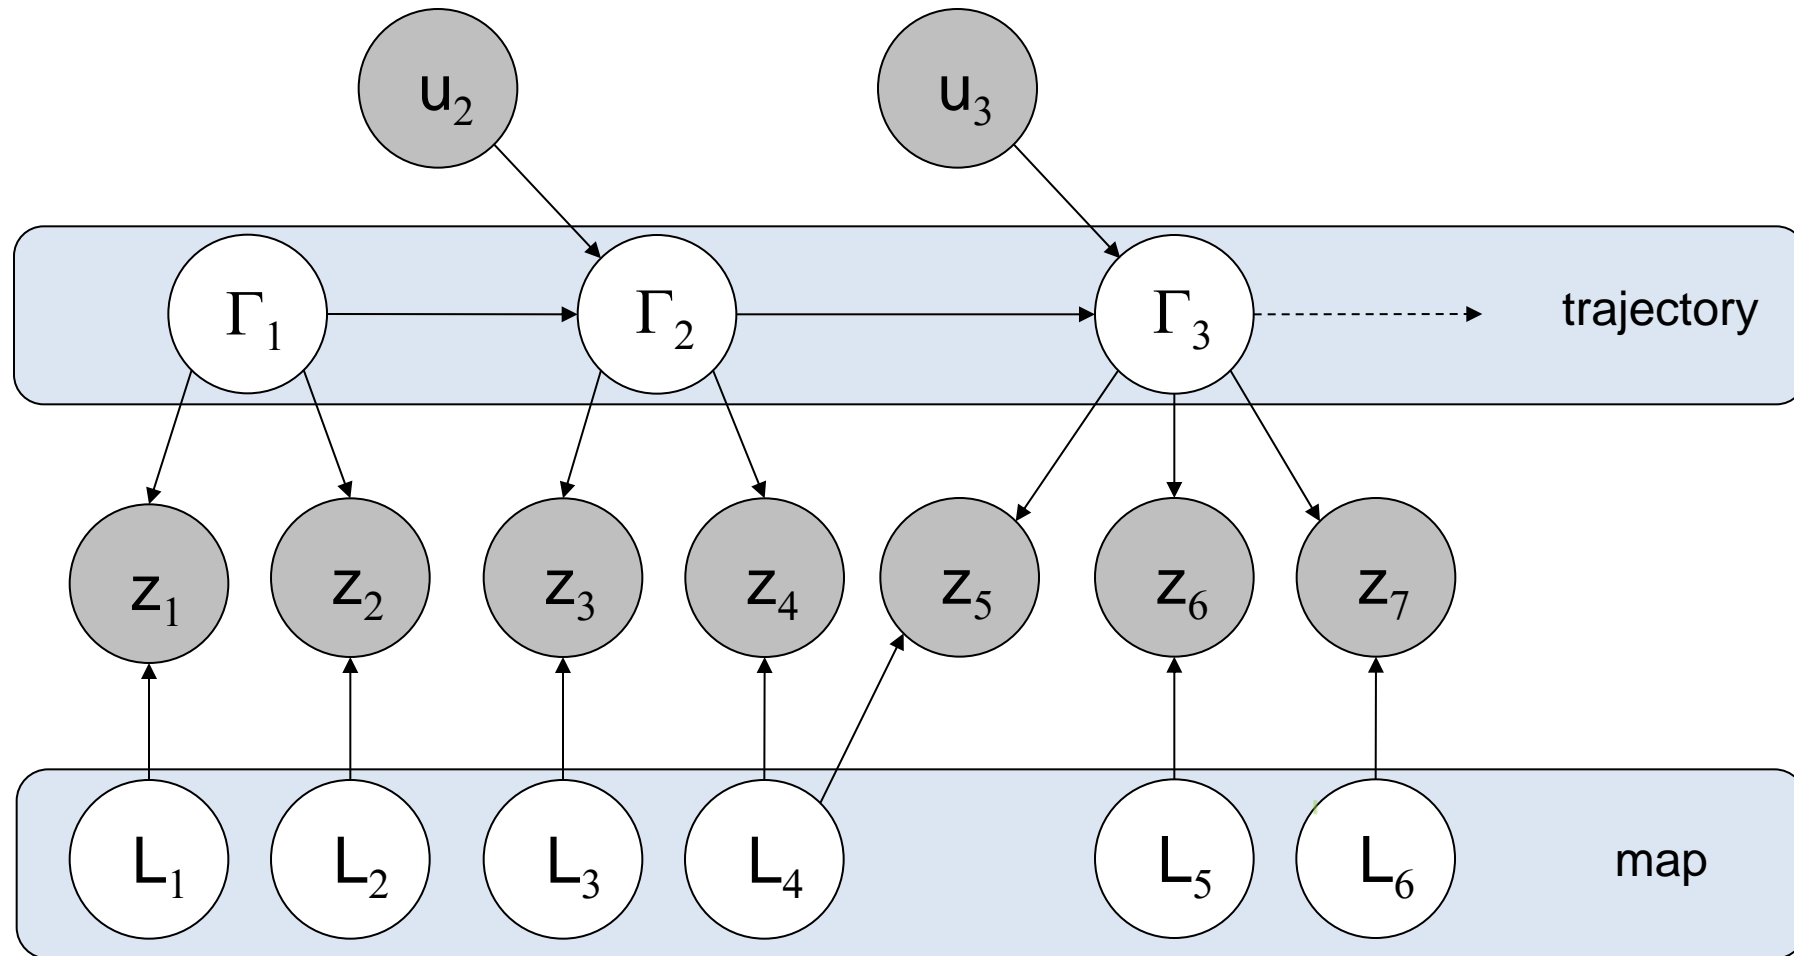 u₂ u₃
Γ₁ Γ₂ Γ₃ trajectory
z₁ z₂ z₃ z₄ z₅ z₆ z₇
L₁ L₂ L₃ L₄ L₅ L₆ map